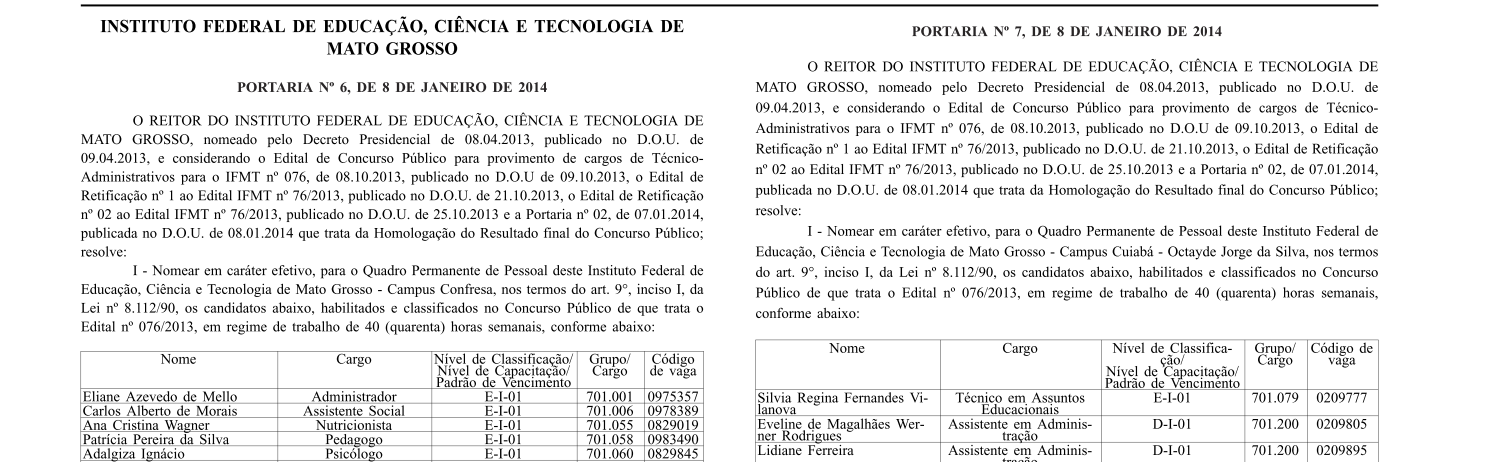 INSTITUTO FEDERAL DE EDUCAÇÃO, CIÊNCIA E TECNOLOGIA DE
MATO GROSSO
PORTARIA Nº 6, DE 8 DE JANEIRO DE 2014
O REITOR DO INSTITUTO FEDERAL DE EDUCAÇÃO, CIÊNCIA E TECNOLOGIA DE
MATO GROSSO, nomeado pelo Decreto Presidencial de 08.04.2013, publicado no D.O.U. de
09.04.2013, e considerando o Edital de Concurso Público para provimento de cargos de Técnico-
Administrativos para o IFMT nº 076, de 08.10.2013, publicado no D.O.U de 09.10.2013, o Edital de
Retificação nº 1 ao Edital IFMT nº 76/2013, publicado no D.O.U. de 21.10.2013, o Edital de Retificação
nº 02 ao Edital IFMT nº 76/2013, publicado no D.O.U. de 25.10.2013 e a Portaria nº 02, de 07.01.2014,
publicada no D.O.U. de 08.01.2014 que trata da Homologação do Resultado final do Concurso Público;
resolve:
I - Nomear em caráter efetivo, para o Quadro Permanente de Pessoal deste Instituto Federal de
Educação, Ciência e Tecnologia de Mato Grosso - Campus Confresa, nos termos do art. 9°, inciso I, da
Lei nº 8.112/90, os candidatos abaixo, habilitados e classificados no Concurso Público de que trata o
Edital nº 076/2013, em regime de trabalho de 40 (quarenta) horas semanais, conforme abaixo:
Nome Cargo Nível de Classificação/ Grupo/ Código
Nível de Capacitação/ Cargo de vaga
Padrão de Vencimento
Eliane Azevedo de Mello Administrador E-I-01 701.001 0975357
Carlos Alberto de Morais Assistente Social E-I-01 701.006 0978389
Ana Cristina Wagner Nutricionista E-I-01 701.055 0829019
Patrícia Pereira da Silva Pedagogo E-I-01 701.058 0983490
Adalgiza Ignácio Psicólogo E-I-01 701.060 0829845
PORTARIA Nº 7, DE 8 DE JANEIRO DE 2014
O REITOR DO INSTITUTO FEDERAL DE EDUCAÇÃO, CIÊNCIA E TECNOLOGIA DE
MATO GROSSO, nomeado pelo Decreto Presidencial de 08.04.2013, publicado no D.O.U. de
09.04.2013, e considerando o Edital de Concurso Público para provimento de cargos de Técnico-
Administrativos para o IFMT nº 076, de 08.10.2013, publicado no D.O.U de 09.10.2013, o Edital de
Retificação nº 1 ao Edital IFMT nº 76/2013, publicado no D.O.U. de 21.10.2013, o Edital de Retificação
nº 02 ao Edital IFMT nº 76/2013, publicado no D.O.U. de 25.10.2013 e a Portaria nº 02, de 07.01.2014,
publicada no D.O.U. de 08.01.2014 que trata da Homologação do Resultado final do Concurso Público;
resolve:
I - Nomear em caráter efetivo, para o Quadro Permanente de Pessoal deste Instituto Federal de
Educação, Ciência e Tecnologia de Mato Grosso - Campus Cuiabá - Octayde Jorge da Silva, nos termos
do art. 9°, inciso I, da Lei nº 8.112/90, os candidatos abaixo, habilitados e classificados no Concurso
Público de que trata o Edital nº 076/2013, em regime de trabalho de 40 (quarenta) horas semanais,
conforme abaixo:
Nome Cargo Nível de Classifica- Grupo/ Código de
ção/ Cargo vaga
Nível de Capacitação/
Padrão de Vencimento
Silvia Regina Fernandes Vi- Técnico em Assuntos E-I-01 701.079 0209777
lanova Educacionais
Eveline de Magalhães Wer- Assistente em Adminis- D-I-01 701.200 0209805
ner Rodrigues tração
Lidiane Ferreira Assistente em Adminis- D-I-01 701.200 0209895
tração